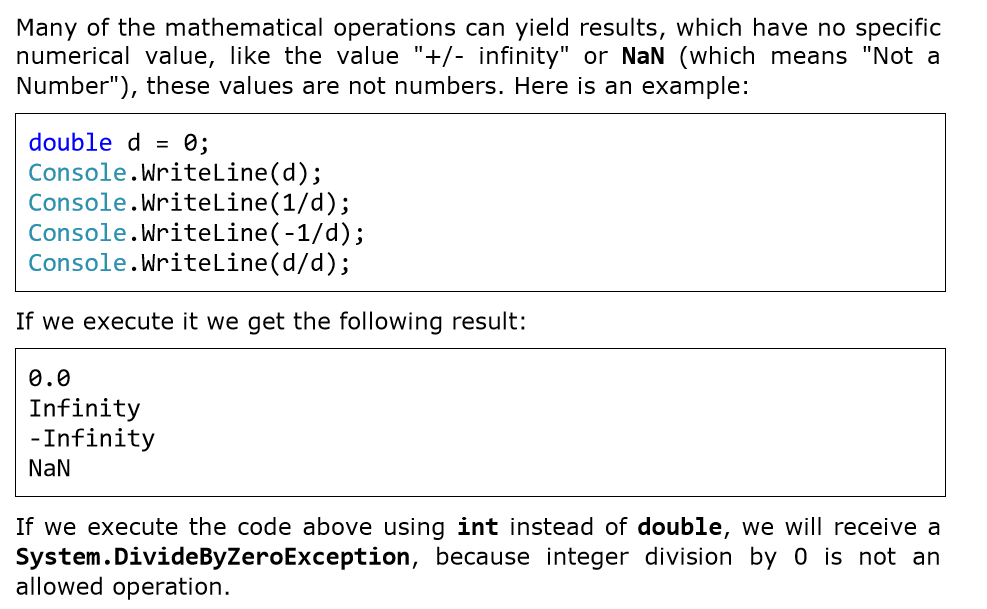 Many of the mathematical operations can yield results, which have no specific
numerical value, like the value "+/- infinity" or NaN (which means "Not a
Number"), these values are not numbers. Here is an example:
double d = 0;
Console.WriteLine(d);
Console.WriteLine(1/d);
Console.WriteLine(-1/d);
Console.WriteLine(d/d);
If we execute it we get the following result:
0.0
Infinity
-Infinity
NaN
If we execute the code above using int instead of double, we will receive a
System.DivideByZeroException, because integer division by 0 is not an
allowed operation.